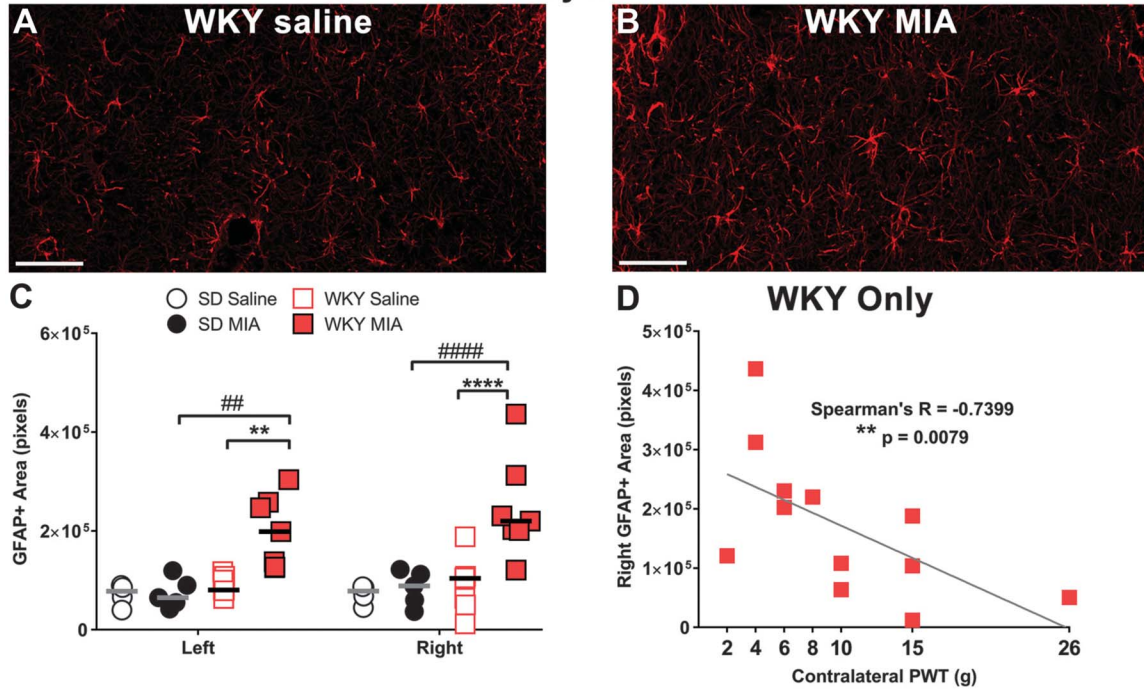 A WKY saline
B WKY MIA
C
SD Saline WKY Saline
SD MIA WKY MIA
6×10⁵
4×10⁵
2×10⁵
0
GFAP+ Area (pixels)
##
**
####
****
Left Right
D WKY Only
5×10⁵
4×10⁵
3×10⁵
2×10⁵
1×10⁵
0
Right GFAP+ Area (pixels)
Spearman's R = -0.7399
** p = 0.0079
2 4 6 8 10 15 26
Contralateral PWT (g)